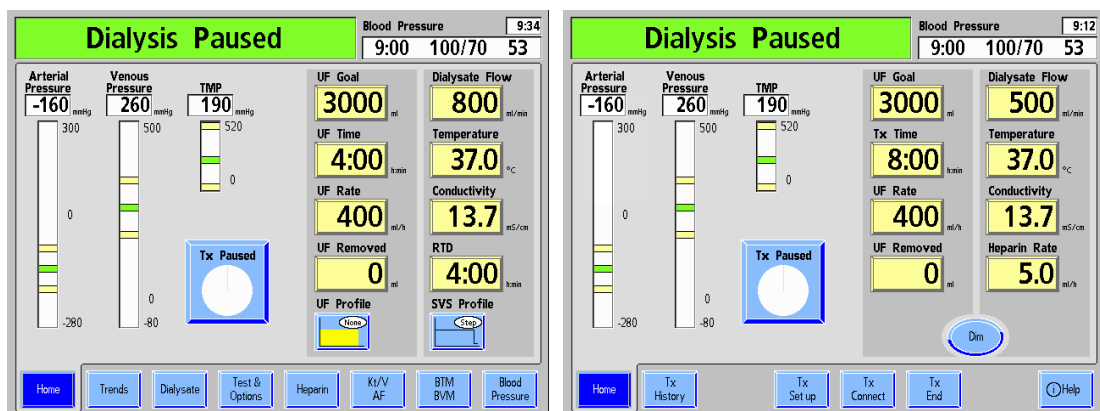 Dialysis Paused
Blood Pressure 9:34
9:00 100/70 53
Arterial Pressure
-160 mmHg
300
0
-280
Venous Pressure
260 mmHg
500
0
-80
TMP
190 mmHg
520
0
Tx Paused
UF Goal
3000 ml
UF Time
4:00 h:min
UF Rate
400 ml/h
UF Removed
0 ml
UF Profile
None
Dialysate Flow
800 ml/min
Temperature
37.0 °C
Conductivity
13.7 mS/cm
RTD
4:00 h:min
SVS Profile
Step
Home
Trends
Dialysate
Test &
Options
Heparin
Kt/V
AF
BTM
BVM
Blood
Pressure
Dialysis Paused
Blood Pressure 9:12
9:00 100/70 53
Arterial Pressure
-160 mmHg
300
0
-280
Venous Pressure
260 mmHg
500
0
-80
TMP
190 mmHg
520
0
Tx Paused
UF Goal
3000 ml
Tx Time
8:00 h:min
UF Rate
400 ml/h
UF Removed
0 ml
Dialysate Flow
500 ml/min
Temperature
37.0 °C
Conductivity
13.7 mS/cm
Heparin Rate
5.0 ml/h
Dim
Home
Tx
History
Tx
Set up
Tx
Connect
Tx
End
i Help